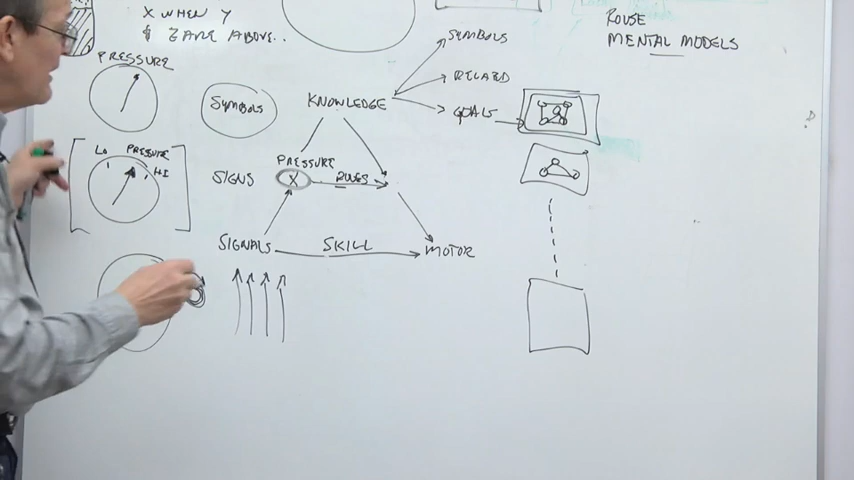 X WHEN Y
& Z ARE ABOVE..
ROUSE
MENTAL MODELS
PRESSURE
SYMBOLS
Symbols
KNOWLEDGE
RELATED
GOALS
LO PRESSURE
HI
SIGNS
PRESSURE
X
RULES
SIGNALS
SKILL
MOTOR